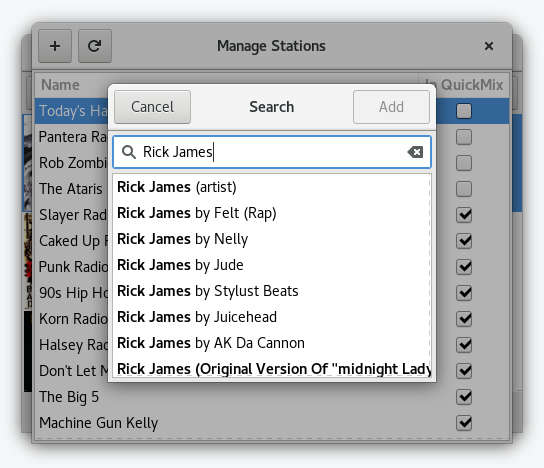 Manage Stations
Name In QuickMix
Cancel Search Add
Rick James
Rick James (artist)
Rick James by Felt (Rap)
Rick James by Nelly
Rick James by Jude
Rick James by Stylust Beats
Rick James by Juicehead
Rick James by AK Da Cannon
Rick James (Original Version Of "midnight Lady
Today's Ha
Pantera Ra
Rob Zombi
The Ataris
Slayer Radi
Caked Up
Punk Radio
90s Hip Ho
Korn Radio
Halsey Rad
Don't Let M
The Big 5
Machine Gun Kelly